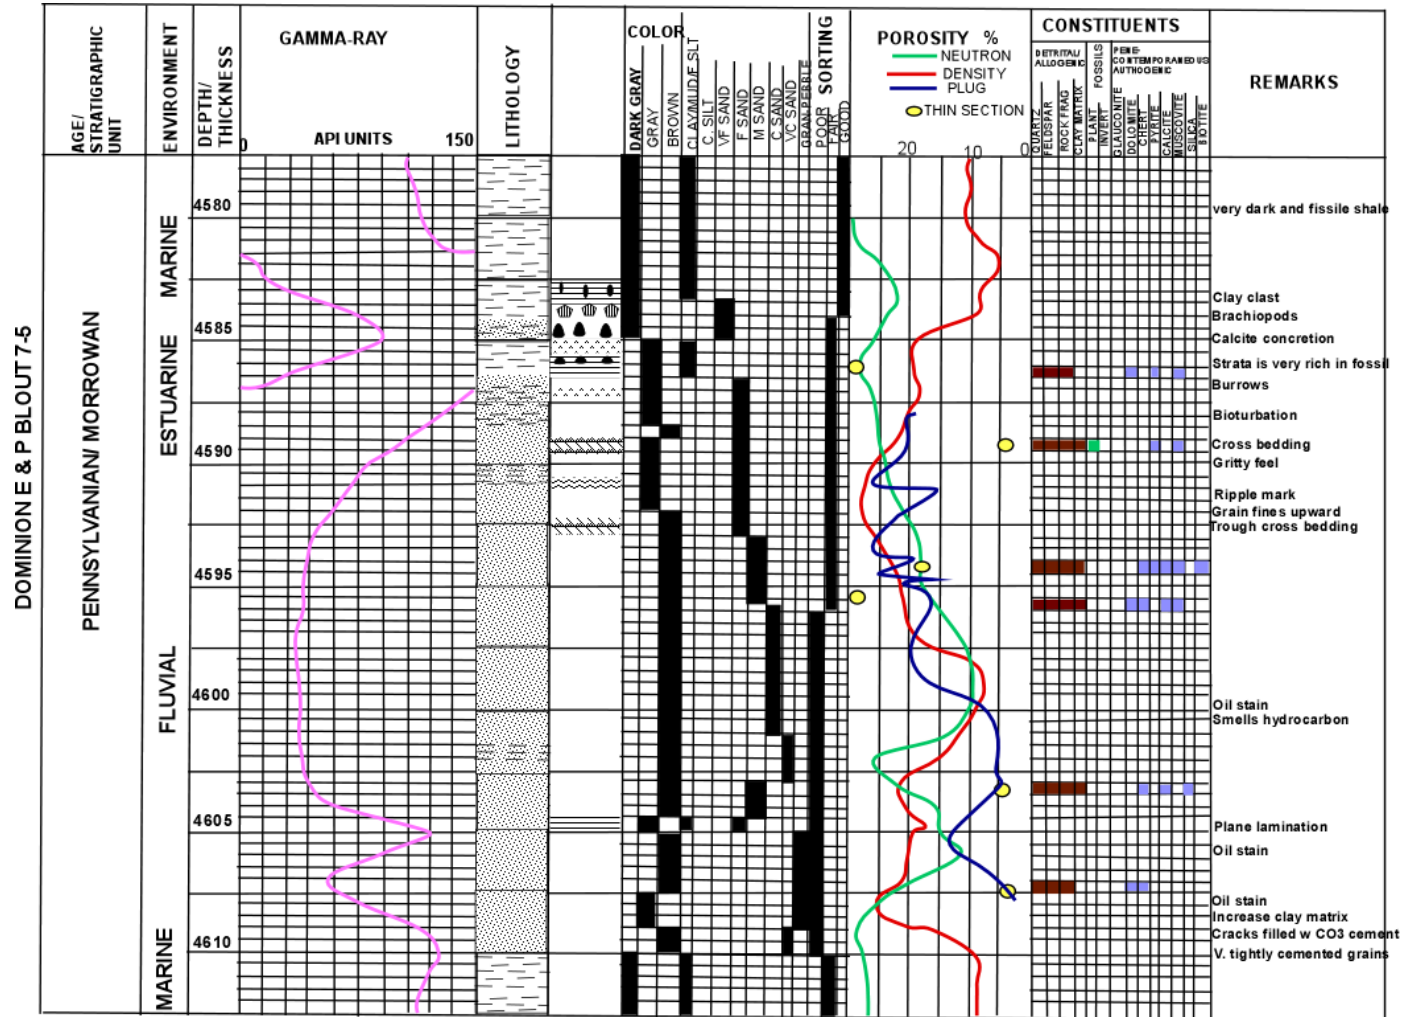 DOMINION E & P BLOUT 7-5
AGE/
STRATIGRAPHIC
UNIT
ENVIRONMENT
DEPTH/
THICKNESS
GAMMA-RAY
0 API UNITS 150
LITHOLOGY
COLOR
DARK GRAY
GRAY
BROWN
CLAY/MUD/F. SLT
C. SILT
VF SAND
F SAND
M SAND
C SAND
VC SAND
GRAN-PEBBLE
SORTING
POOR
FAIR
GOOD
POROSITY %
NEUTRON
DENSITY
PLUG
THIN SECTION
20 10 0
CONSTITUENTS
DETRITAL/
ALLOGENIC
FOSSILS
PENE-
CONTEMPORANEOUS
AUTHOGENIC
QUARTZ
FELDSPAR
ROCK FRAG
CLAY MATRIX
PLANT
INVERT
GLAUCONITE
DOLOMITE
CHERT
PYRITE
CALCITE
MUSCOVITE
SILICA
BIOTITE
REMARKS
PENNSYLVANIAN/ MORROWAN
MARINE
ESTUARINE
FLUVIAL
MARINE
4580
4585
4590
4595
4600
4605
4610
very dark and fissile shale
Clay clast
Brachiopods
Calcite concretion
Strata is very rich in fossil
Burrows
Bioturbation
Cross bedding
Gritty feel
Ripple mark
Grain fines upward
Trough cross bedding
Oil stain
Smells hydrocarbon
Plane lamination
Oil stain
Oil stain
Increase clay matrix
Cracks filled w CO3 cement
V. tightly cemented grains